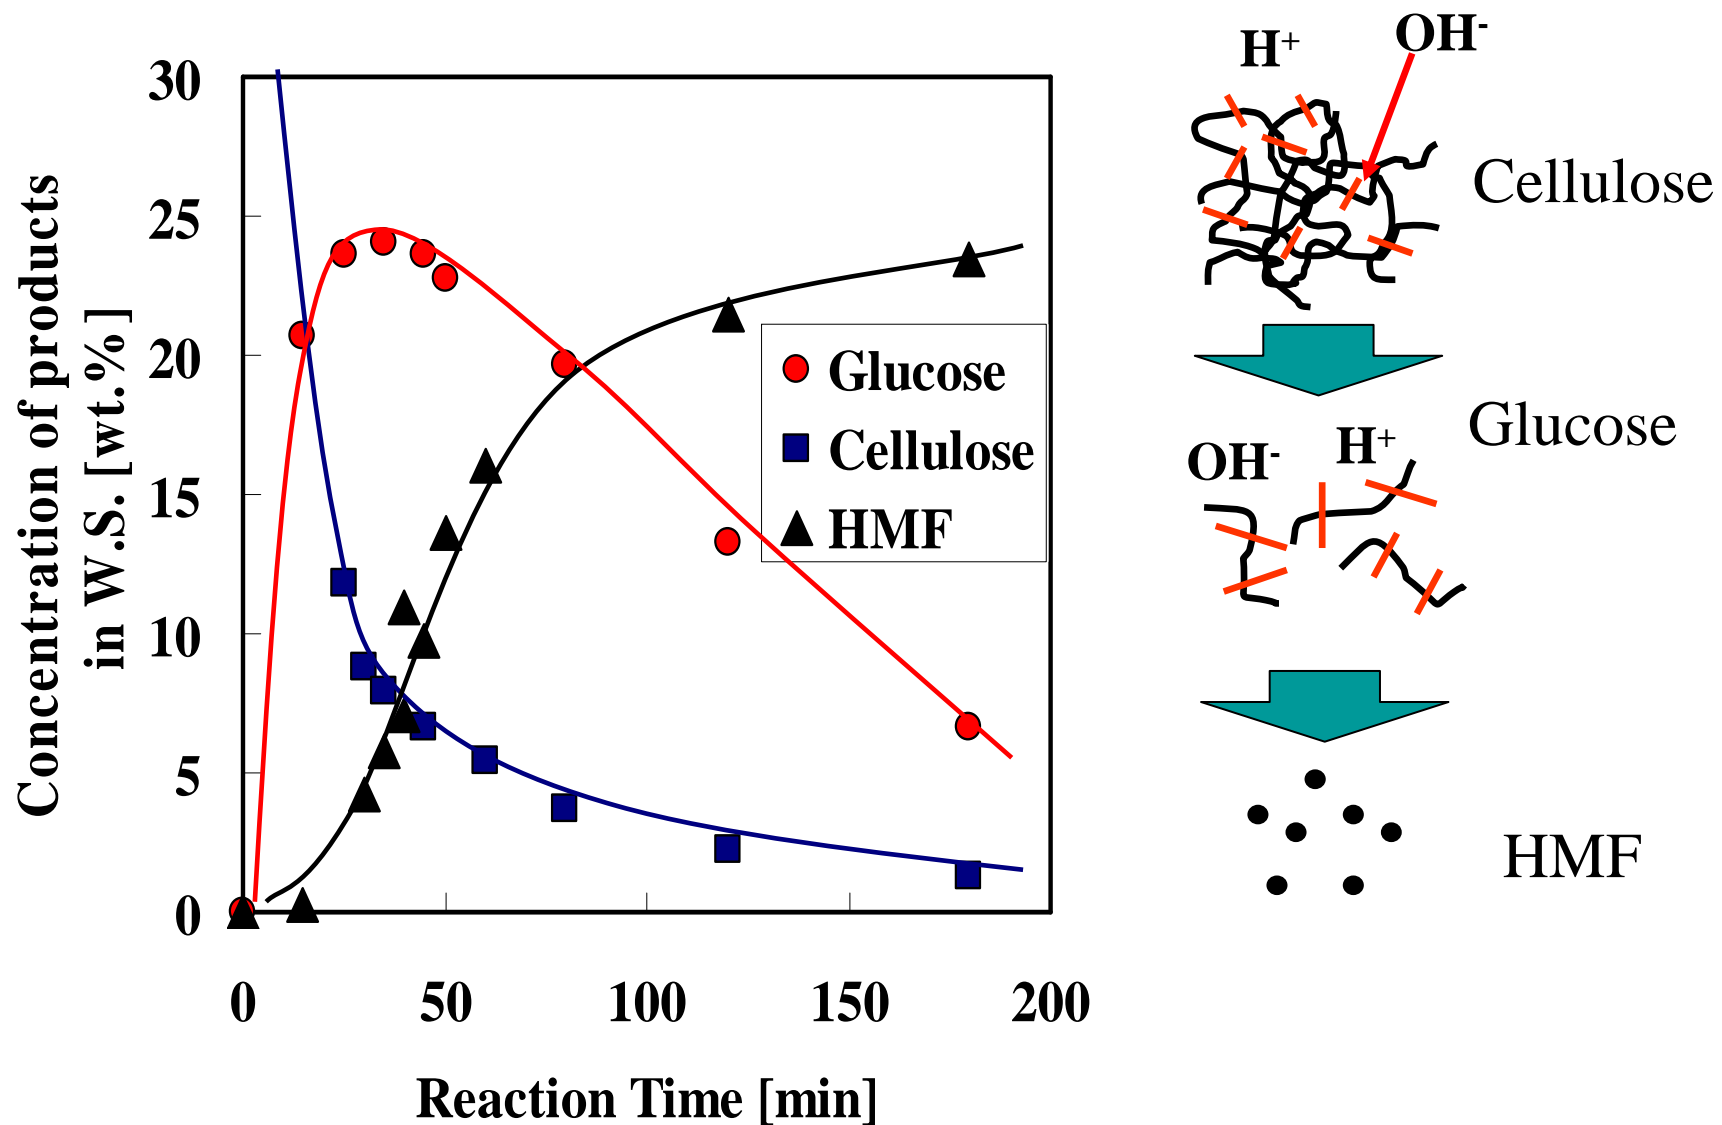 Concentration of products
in W.S. [wt.%]
30
25
20
15
10
5
0
0 50 100 150 200
Reaction Time [min]
Glucose
Cellulose
HMF
H⁺
OH⁻
Cellulose
Glucose
OH⁻
H⁺
HMF